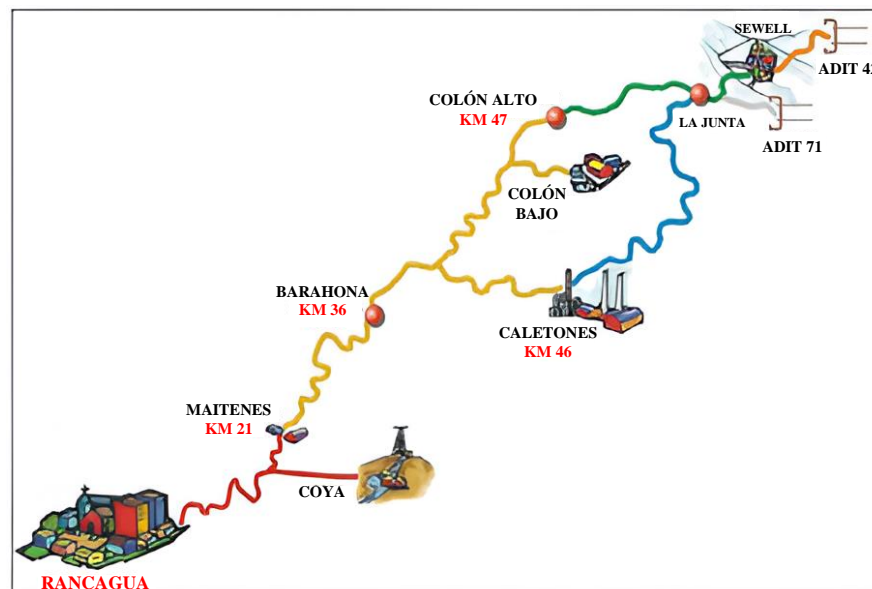 SEWELL
ADIT 42
COLÓN ALTO
KM 47
LA JUNTA
ADIT 71
COLÓN
BAJO
BARAHONA
KM 36
CALETONES
KM 46
MAITENES
KM 21
COYA
RANCAGUA